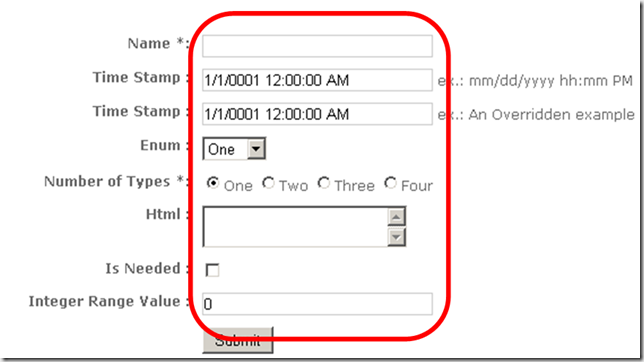 Name *:
Time Stamp : 1/1/0001 12:00:00 AM ex.: mm/dd/yyyy hh:mm PM
Time Stamp : 1/1/0001 12:00:00 AM ex.: An Overridden example
Enum : One
Number of Types *: One Two Three Four
Html :
Is Needed :
Integer Range Value : 0
Submit